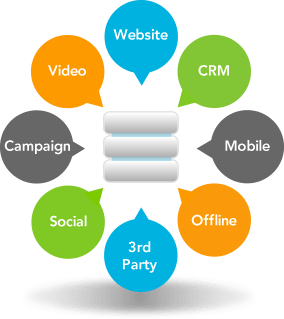 Website
Video
CRM
Campaign
Mobile
Social
Offline
3rd
Party